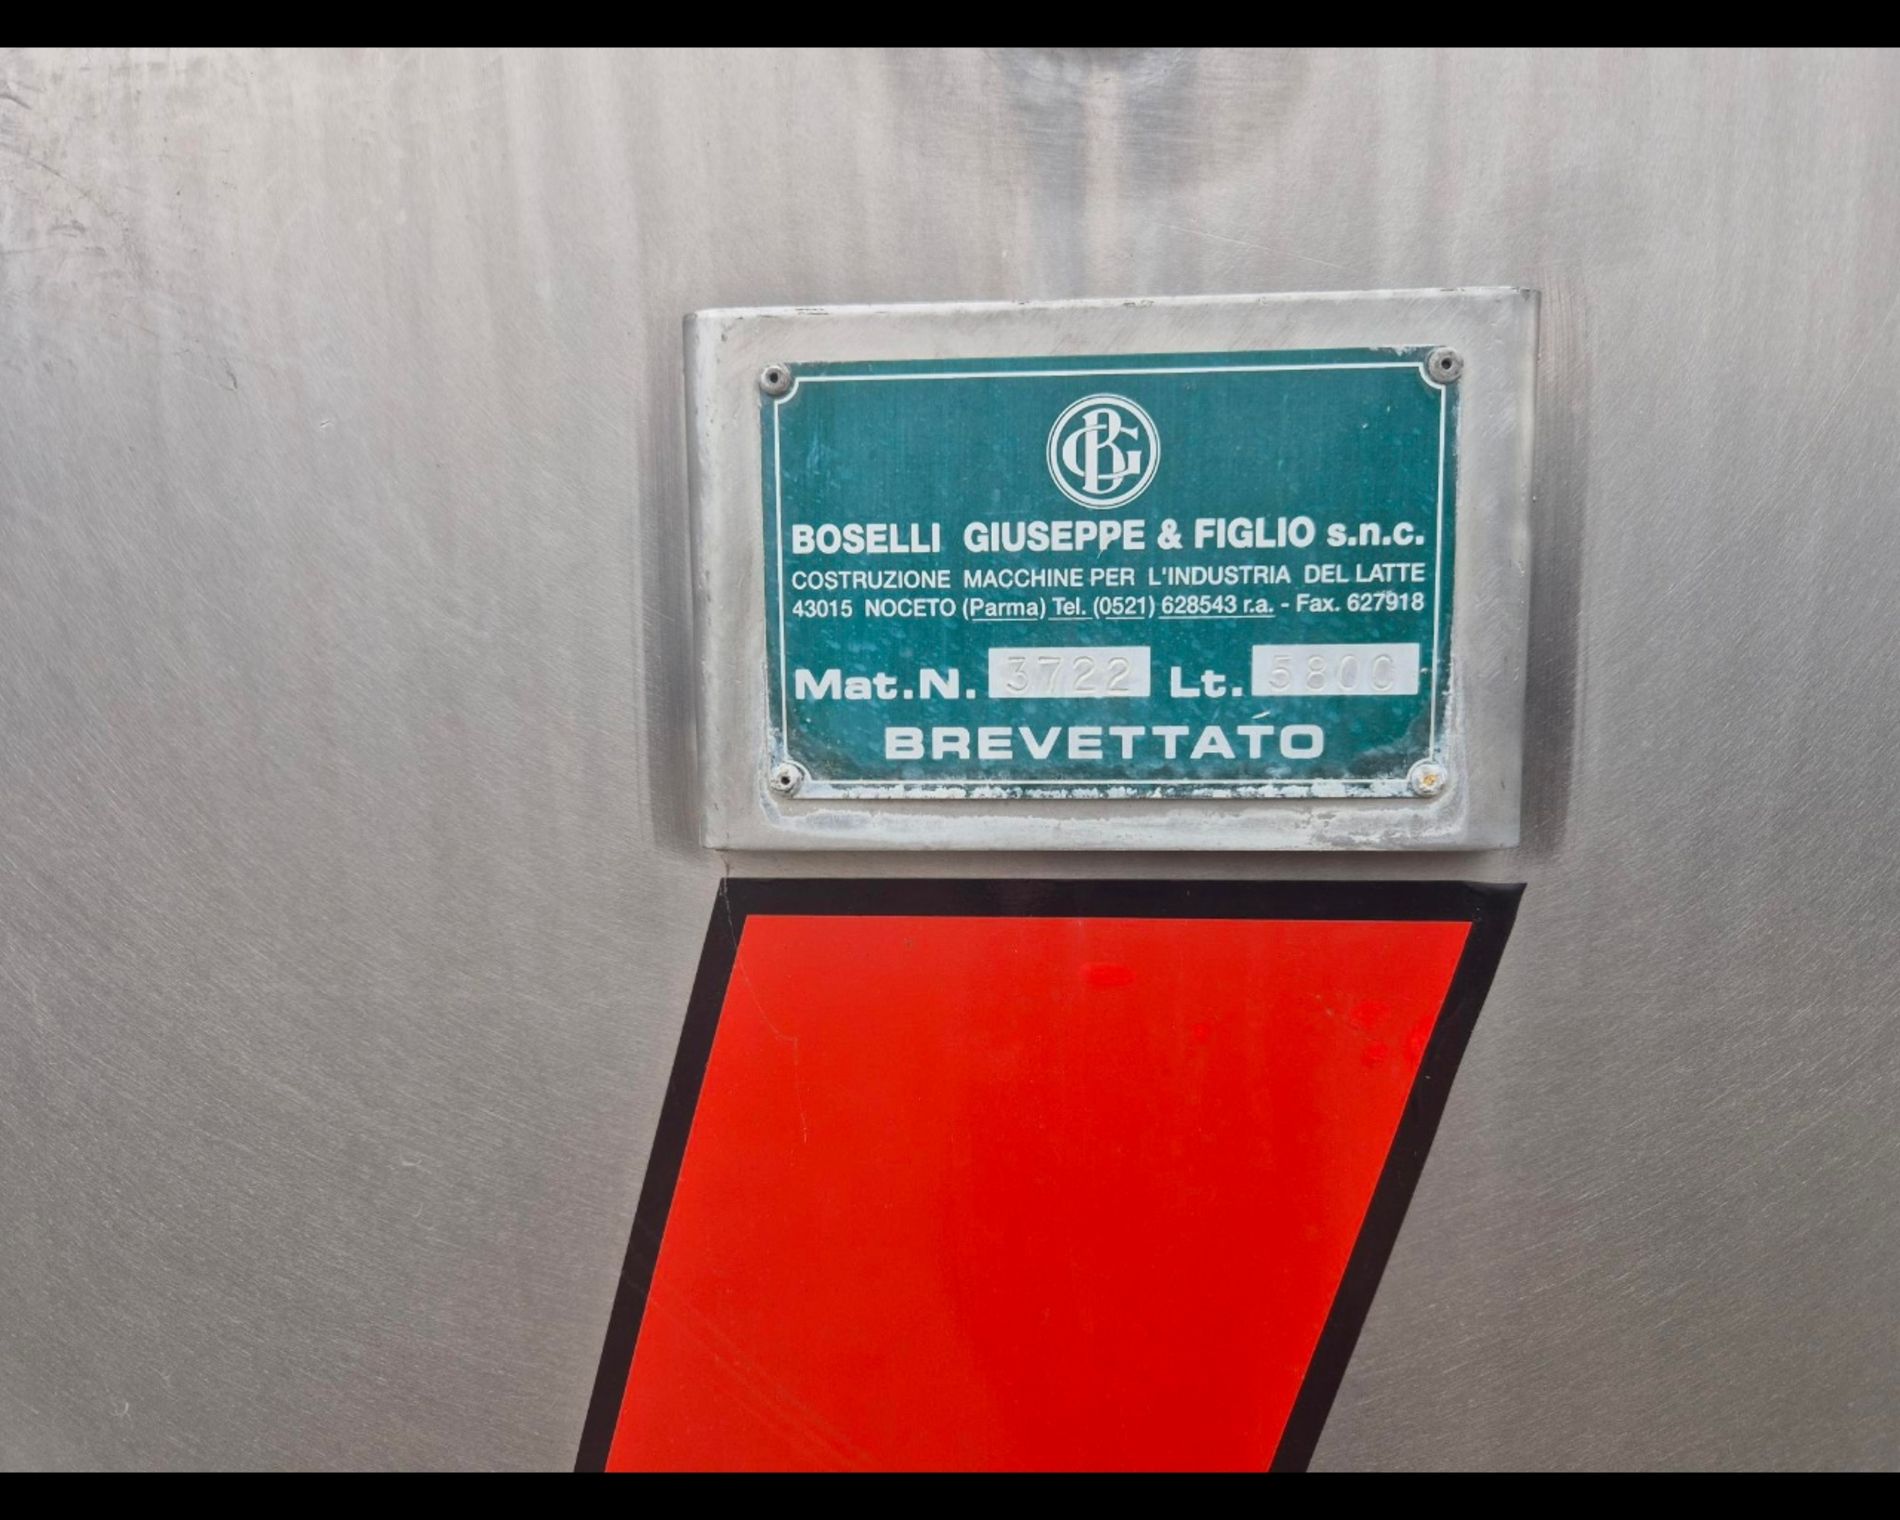 BG
BOSELLI GIUSEPPE & FIGLIO s.n.c.
COSTRUZIONE MACCHINE PER L'INDUSTRIA DEL LATTE
43015 NOCETO (Parma) Tel. (0521) 628543 r.a. - Fax. 627918
Mat.N. 3722 Lt. 5800
BREVETTATO